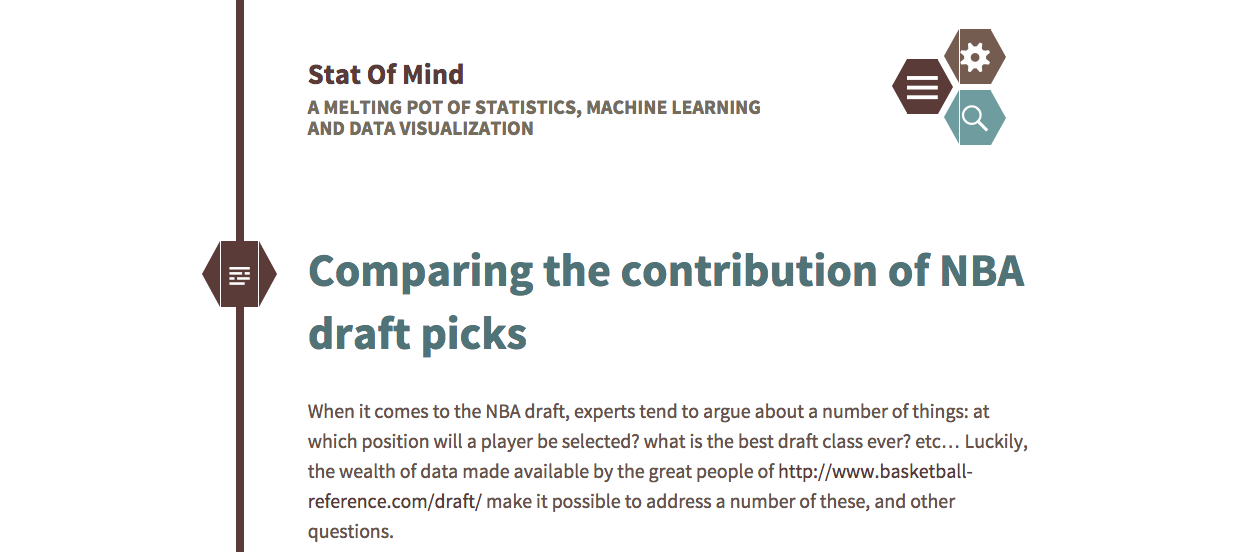 Stat Of Mind
A MELTING POT OF STATISTICS, MACHINE LEARNING
AND DATA VISUALIZATION
Comparing the contribution of NBA
draft picks
When it comes to the NBA draft, experts tend to argue about a number of things: at
which position will a player be selected? what is the best draft class ever? etc… Luckily,
the wealth of data made available by the great people of http://www.basketball-
reference.com/draft/ make it possible to address a number of these, and other
questions.